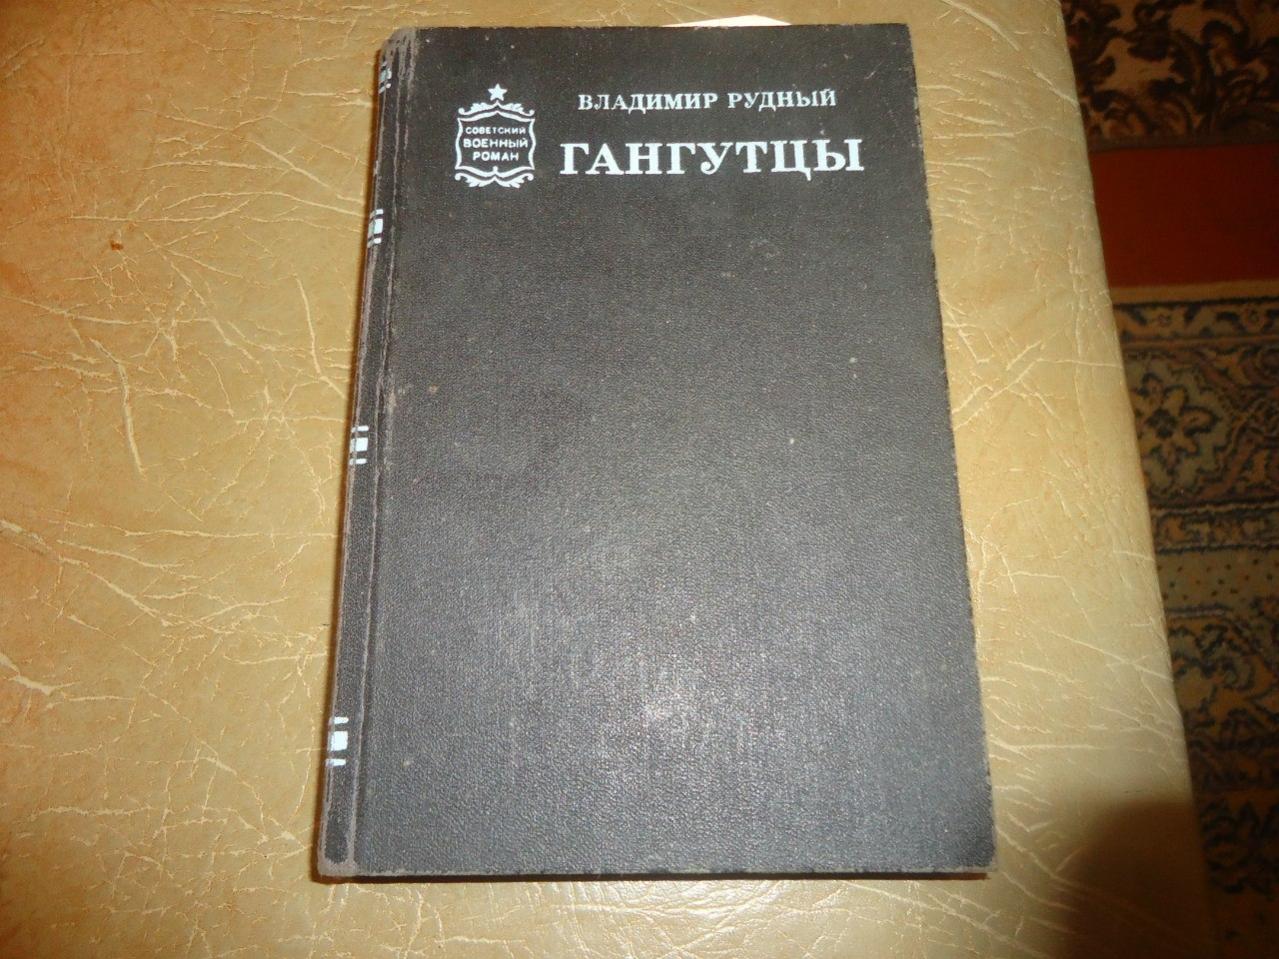 ВЛАДИМИР РУДНЫЙ
ГАНГУТЦЫ
СОВЕТСКИЙ
ВОЕННЫЙ
РОМАН